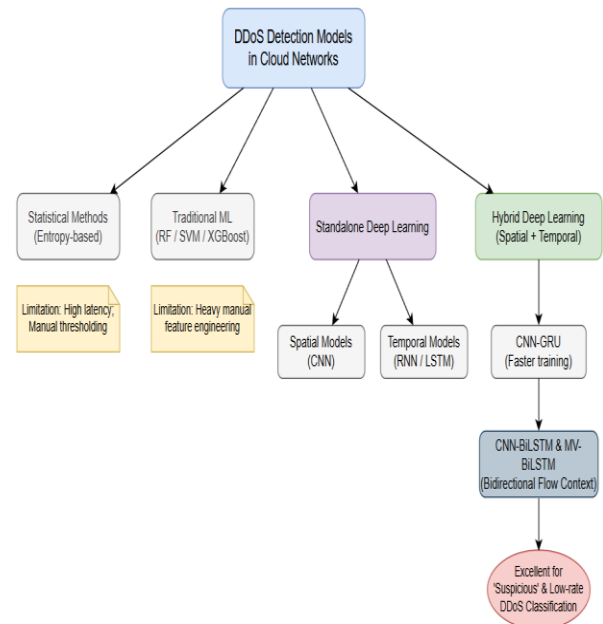 DDoS Detection Models
in Cloud Networks
Statistical Methods
(Entropy-based)
Traditional ML
(RF / SVM / XGBoost)
Standalone Deep Learning
Hybrid Deep Learning
(Spatial + Temporal)
Limitation: High latency;
Manual thresholding
Limitation: Heavy manual
feature engineering
Spatial Models
(CNN)
Temporal Models
(RNN / LSTM)
CNN-GRU
(Faster training)
CNN-BiLSTM & MV-
BiLSTM
(Bidirectional Flow Context)
Excellent for
'Suspicious' & Low-rate
DDoS Classification